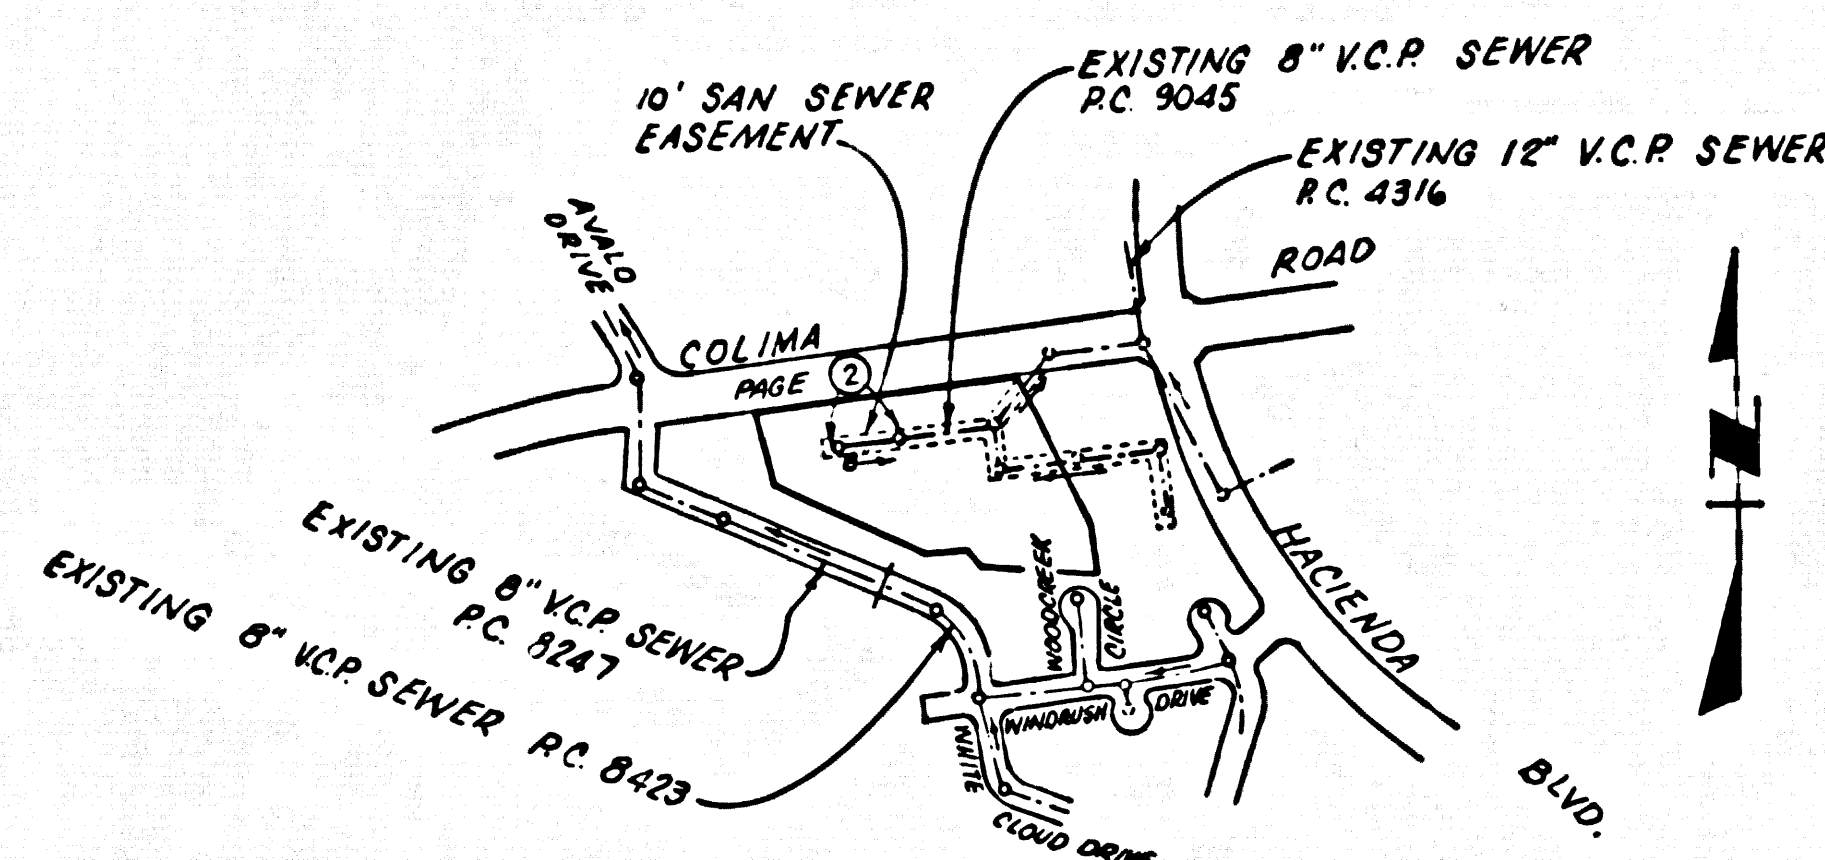 EXISTING 8" V.C.P. SEWER
P.C. 9045
10' SAN SEWER
EASEMENT
EXISTING 12" V.C.P. SEWER
P.C. 4316
AVALO
DRIVE
ROAD
COLIMA
PAGE 2
EXISTING 8" V.C.P. SEWER
P.C. 8247
EXISTING 8" V.C.P. SEWER P.C. 8423
WOODCREEK
CIRCLE
HACIENDA
WINDRUSH DRIVE
WHITE
CLOUD DRIVE
BLVD.
N